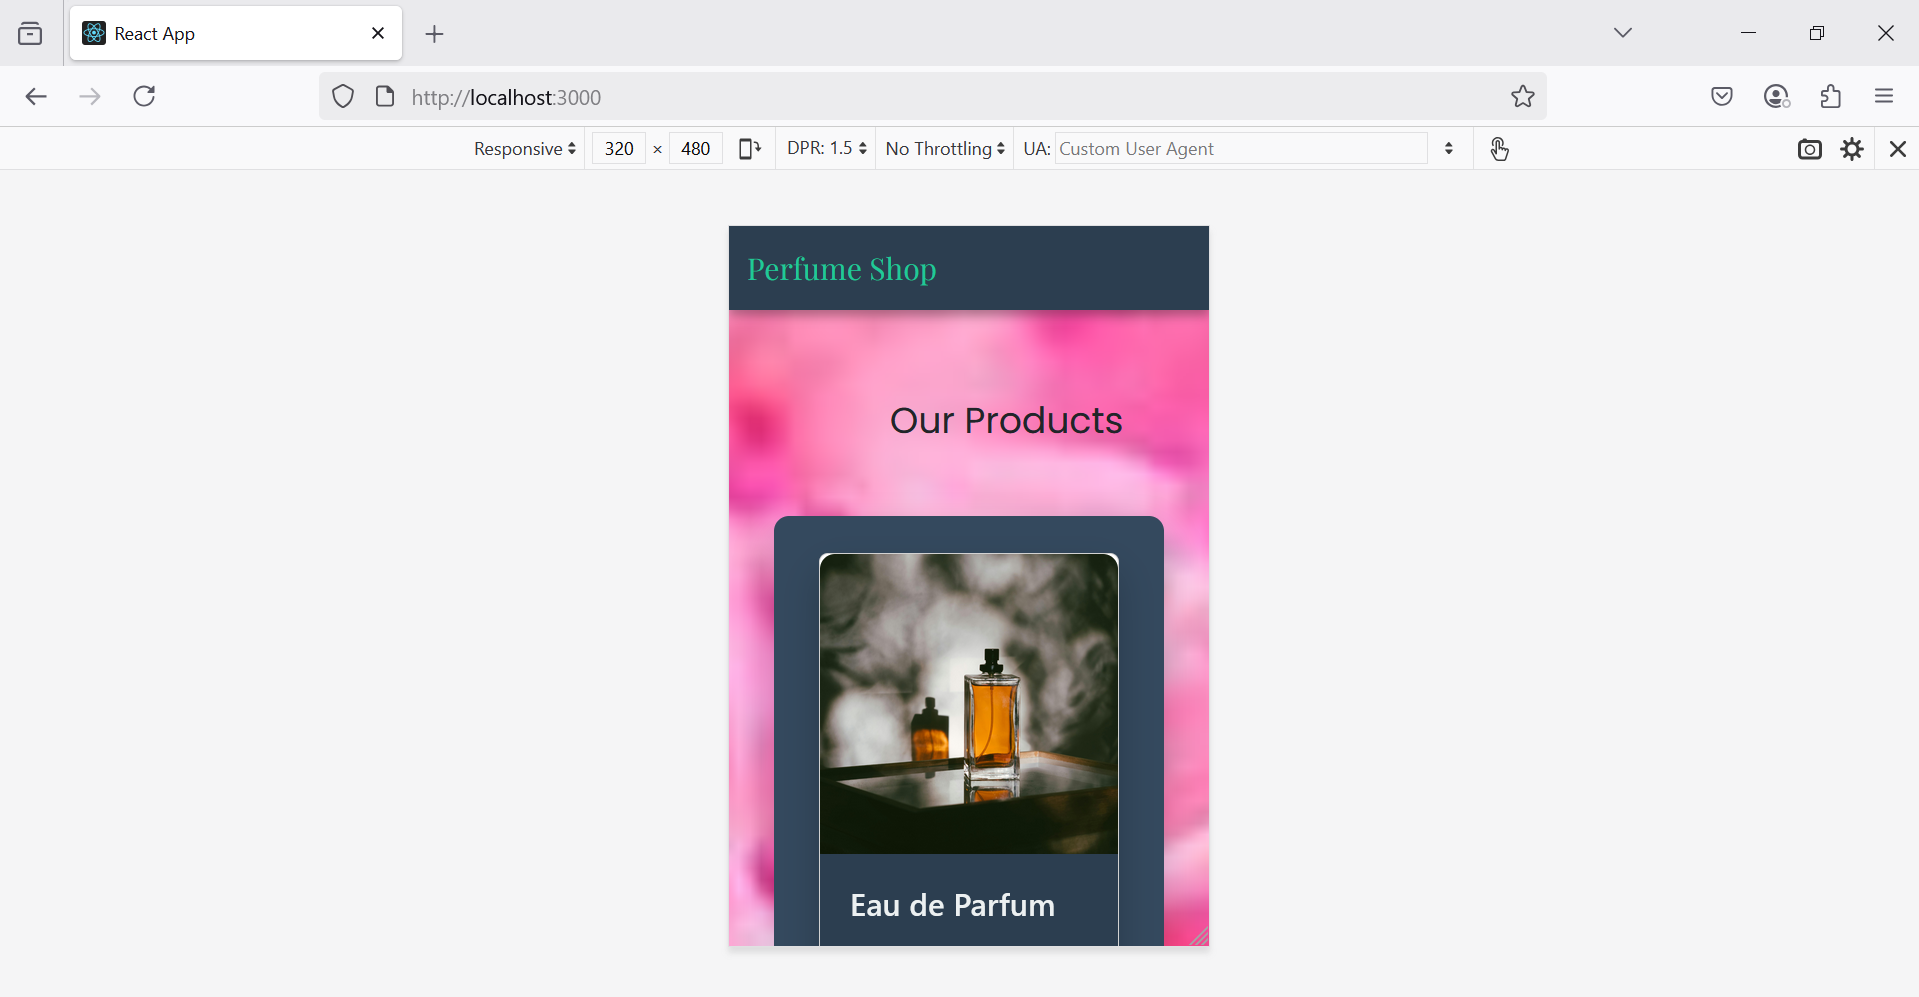 React App
http://localhost:3000
Responsive 320 × 480 DPR: 1.5 No Throttling UA: Custom User Agent
Perfume Shop
Our Products
Eau de Parfum